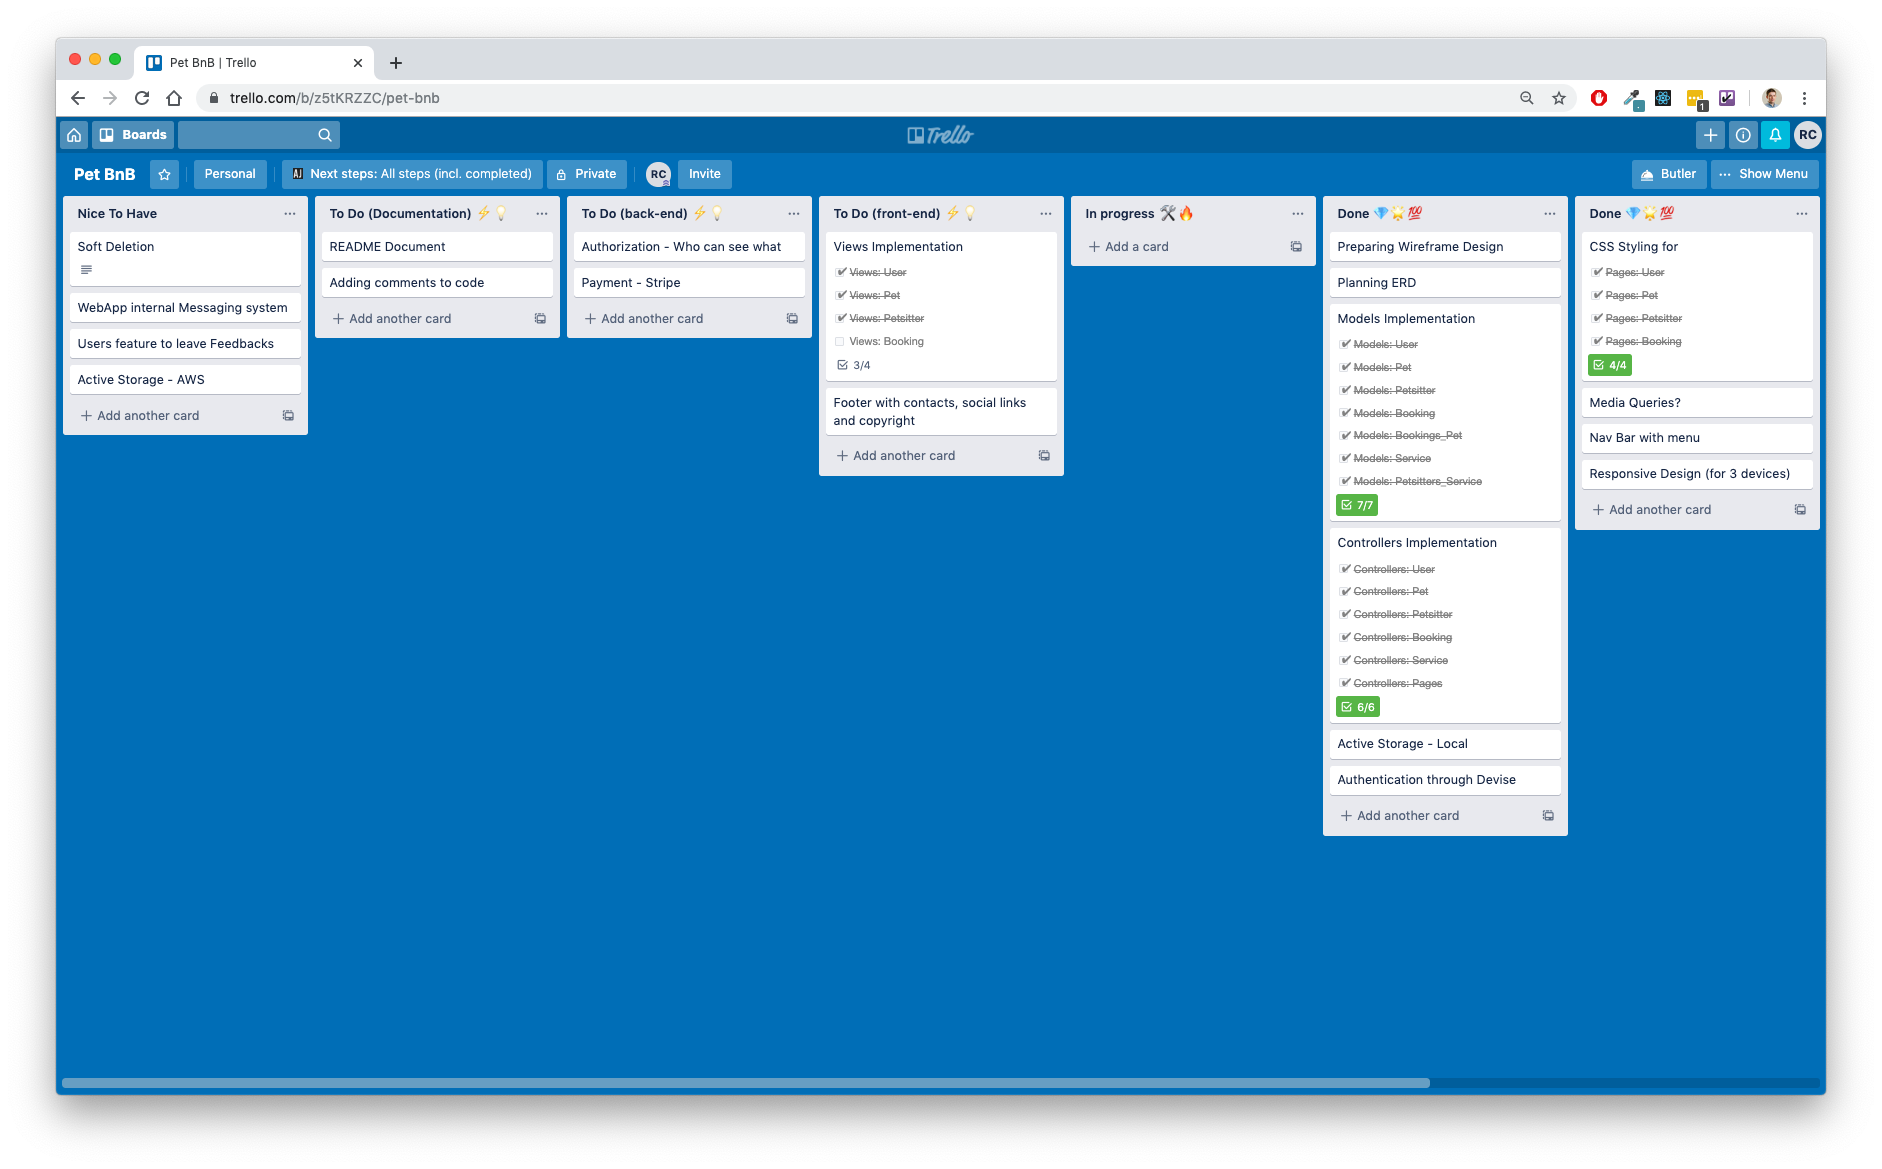 Pet BnB | Trello
trello.com/b/z5tKRZZC/pet-bnb
1
Boards
Trello
RC
Pet BnB
Personal
AJ Next steps: All steps (incl. completed)
Private
RC
Invite
Butler
Show Menu
Nice To Have
Soft Deletion
WebApp internal Messaging system
Users feature to leave Feedbacks
Active Storage - AWS
Add another card
To Do (Documentation) ⚡💡
README Document
Adding comments to code
Add another card
To Do (back-end) ⚡💡
Authorization - Who can see what
Payment - Stripe
Add another card
To Do (front-end) ⚡💡
Views Implementation
Views: User
Views: Pet
Views: Petsitter
Views: Booking
3/4
Footer with contacts, social links
and copyright
Add another card
In progress 🛠🔥
Add a card
Done 💎🌟💯
Preparing Wireframe Design
Planning ERD
Models Implementation
Models: User
Models: Pet
Models: Petsitter
Models: Booking
Models: Bookings_Pet
Models: Service
Models: Petsitters_Service
7/7
Controllers Implementation
Controllers: User
Controllers: Pet
Controllers: Petsitter
Controllers: Booking
Controllers: Service
Controllers: Pages
6/6
Active Storage - Local
Authentication through Devise
Add another card
Done 💎🌟💯
CSS Styling for
Pages: User
Pages: Pet
Pages: Petsitter
Pages: Booking
4/4
Media Queries?
Nav Bar with menu
Responsive Design (for 3 devices)
Add another card